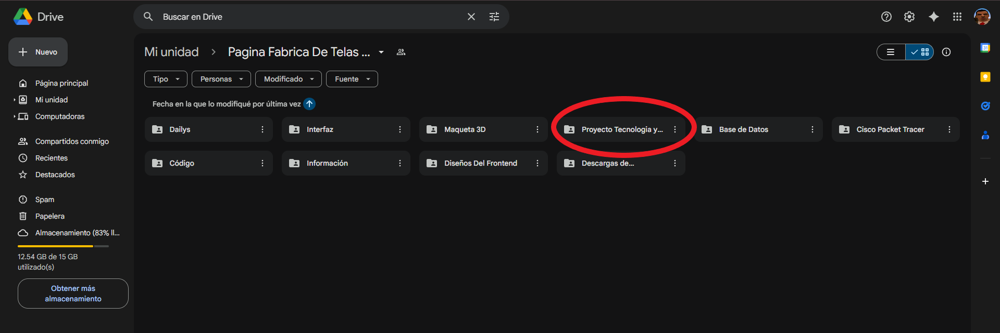 Drive
Buscar en Drive
Nuevo
Mi unidad
Pagina Fabrica De Telas ...
Tipo
Personas
Modificado
Fuente
Página principal
Mi unidad
Computadoras
Compartidos conmigo
Recientes
Destacados
Spam
Papelera
Almacenamiento (83% ll...
12.54 GB de 15 GB
utilizado(s)
Obtener más
almacenamiento
Fecha en la que lo modifiqué por última vez
Dailys
Interfaz
Maqueta 3D
Proyecto Tecnologia y...
Base de Datos
Cisco Packet Tracer
Código
Información
Diseños Del Frontend
Descargas de...
31